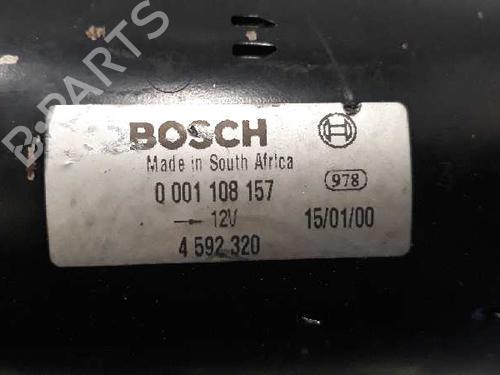 B-PARTS
BOSCH
Made in South Africa
0 001 108 157
978
12V
15/01/00
4 592 320